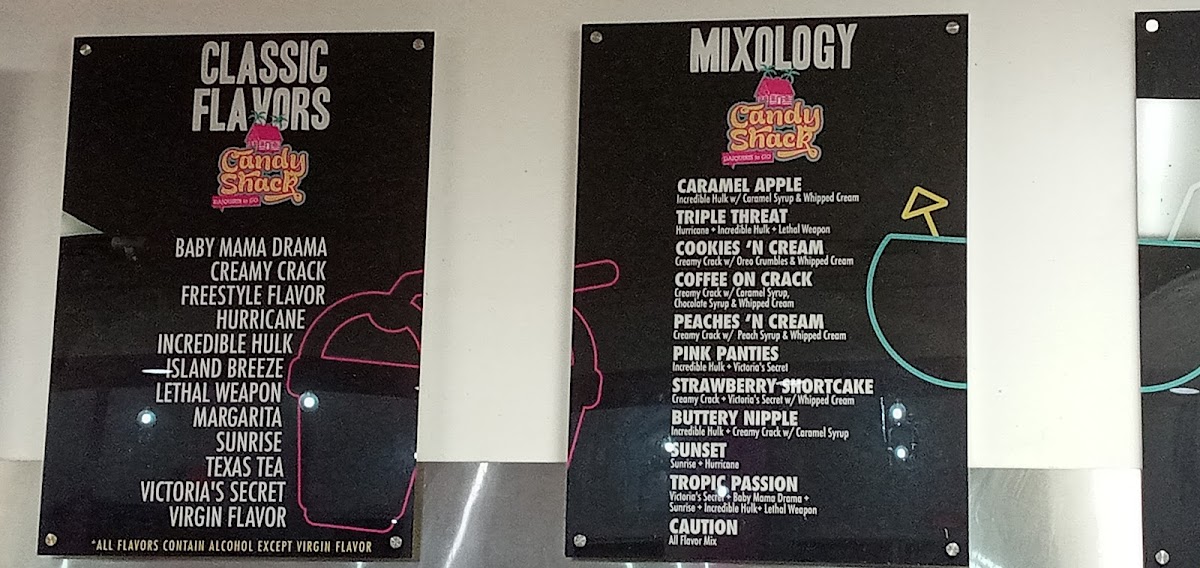 CLASSIC
FLAVORS
Candy
Shack
DAIQUIRIS to GO
BABY MAMA DRAMA
CREAMY CRACK
FREESTYLE FLAVOR
HURRICANE
INCREDIBLE HULK
ISLAND BREEZE
LETHAL WEAPON
MARGARITA
SUNRISE
TEXAS TEA
VICTORIA'S SECRET
VIRGIN FLAVOR
*ALL FLAVORS CONTAIN ALCOHOL EXCEPT VIRGIN FLAVOR
MIXOLOGY
Candy
Shack
DAIQUIRIS to GO
CARAMEL APPLE
Incredible Hulk w/ Caramel Syrup & Whipped Cream
TRIPLE THREAT
Hurricane + Incredible Hulk + Lethal Weapon
COOKIES 'N CREAM
Creamy Crack w/ Oreo Crumbles & Whipped Cream
COFFEE ON CRACK
Creamy Crack w/ Caramel Syrup,
Chocolate Syrup & Whipped Cream
PEACHES 'N CREAM
Creamy Crack w/ Peach Syrup & Whipped Cream
PINK PANTIES
Incredible Hulk + Victoria's Secret
STRAWBERRY SHORTCAKE
Creamy Crack + Victoria's Secret w/ Whipped Cream
BUTTERY NIPPLE
Incredible Hulk + Creamy Crack w/ Caramel Syrup
SUNSET
Sunrise + Hurricane
TROPIC PASSION
Victoria's Secret + Baby Mama Drama +
Sunrise + Incredible Hulk+ Lethal Weapon
CAUTION
All Flavor Mix